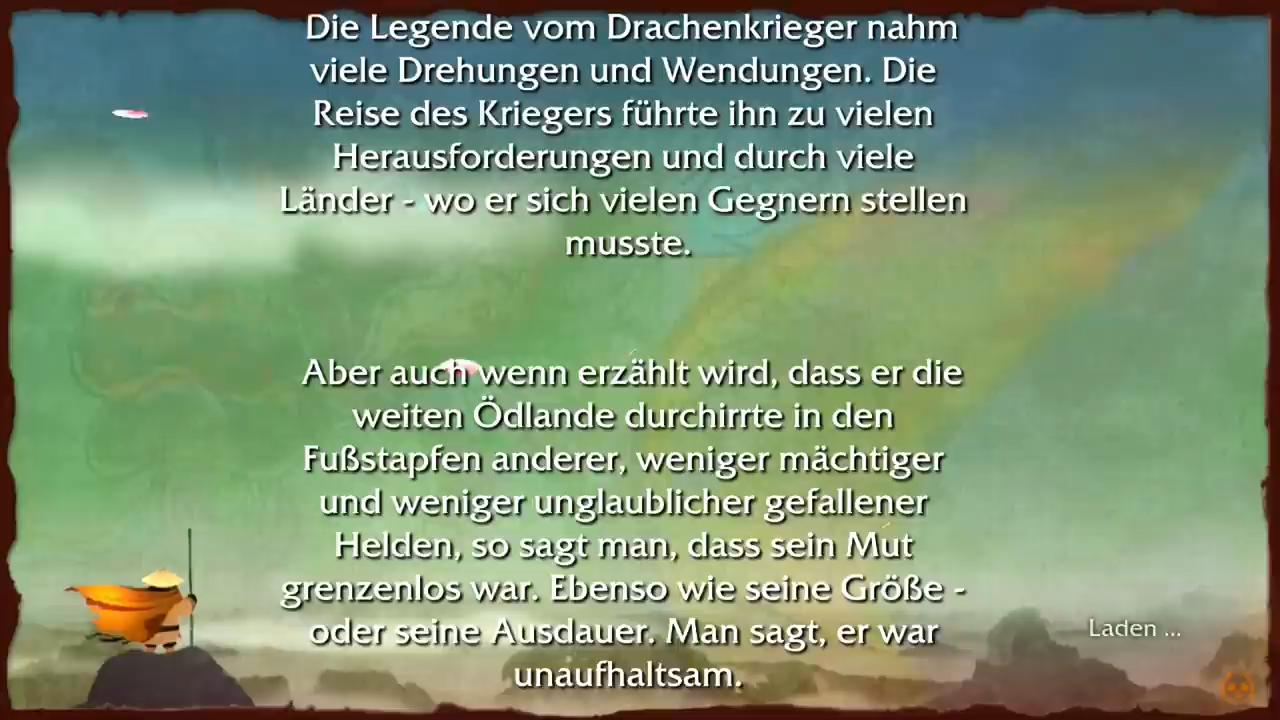 Die Legende vom Drachenkrieger nahm
viele Drehungen und Wendungen. Die
Reise des Kriegers führte ihn zu vielen
Herausforderungen und durch viele
Länder - wo er sich vielen Gegnern stellen
musste.
Aber auch wenn erzählt wird, dass er die
weiten Ödlande durchirrte in den
Fußstapfen anderer, weniger mächtiger
und weniger unglaublicher gefallener
Helden, so sagt man, dass sein Mut
grenzenlos war. Ebenso wie seine Größe -
oder seine Ausdauer. Man sagt, er war
unaufhaltsam.
Laden ...